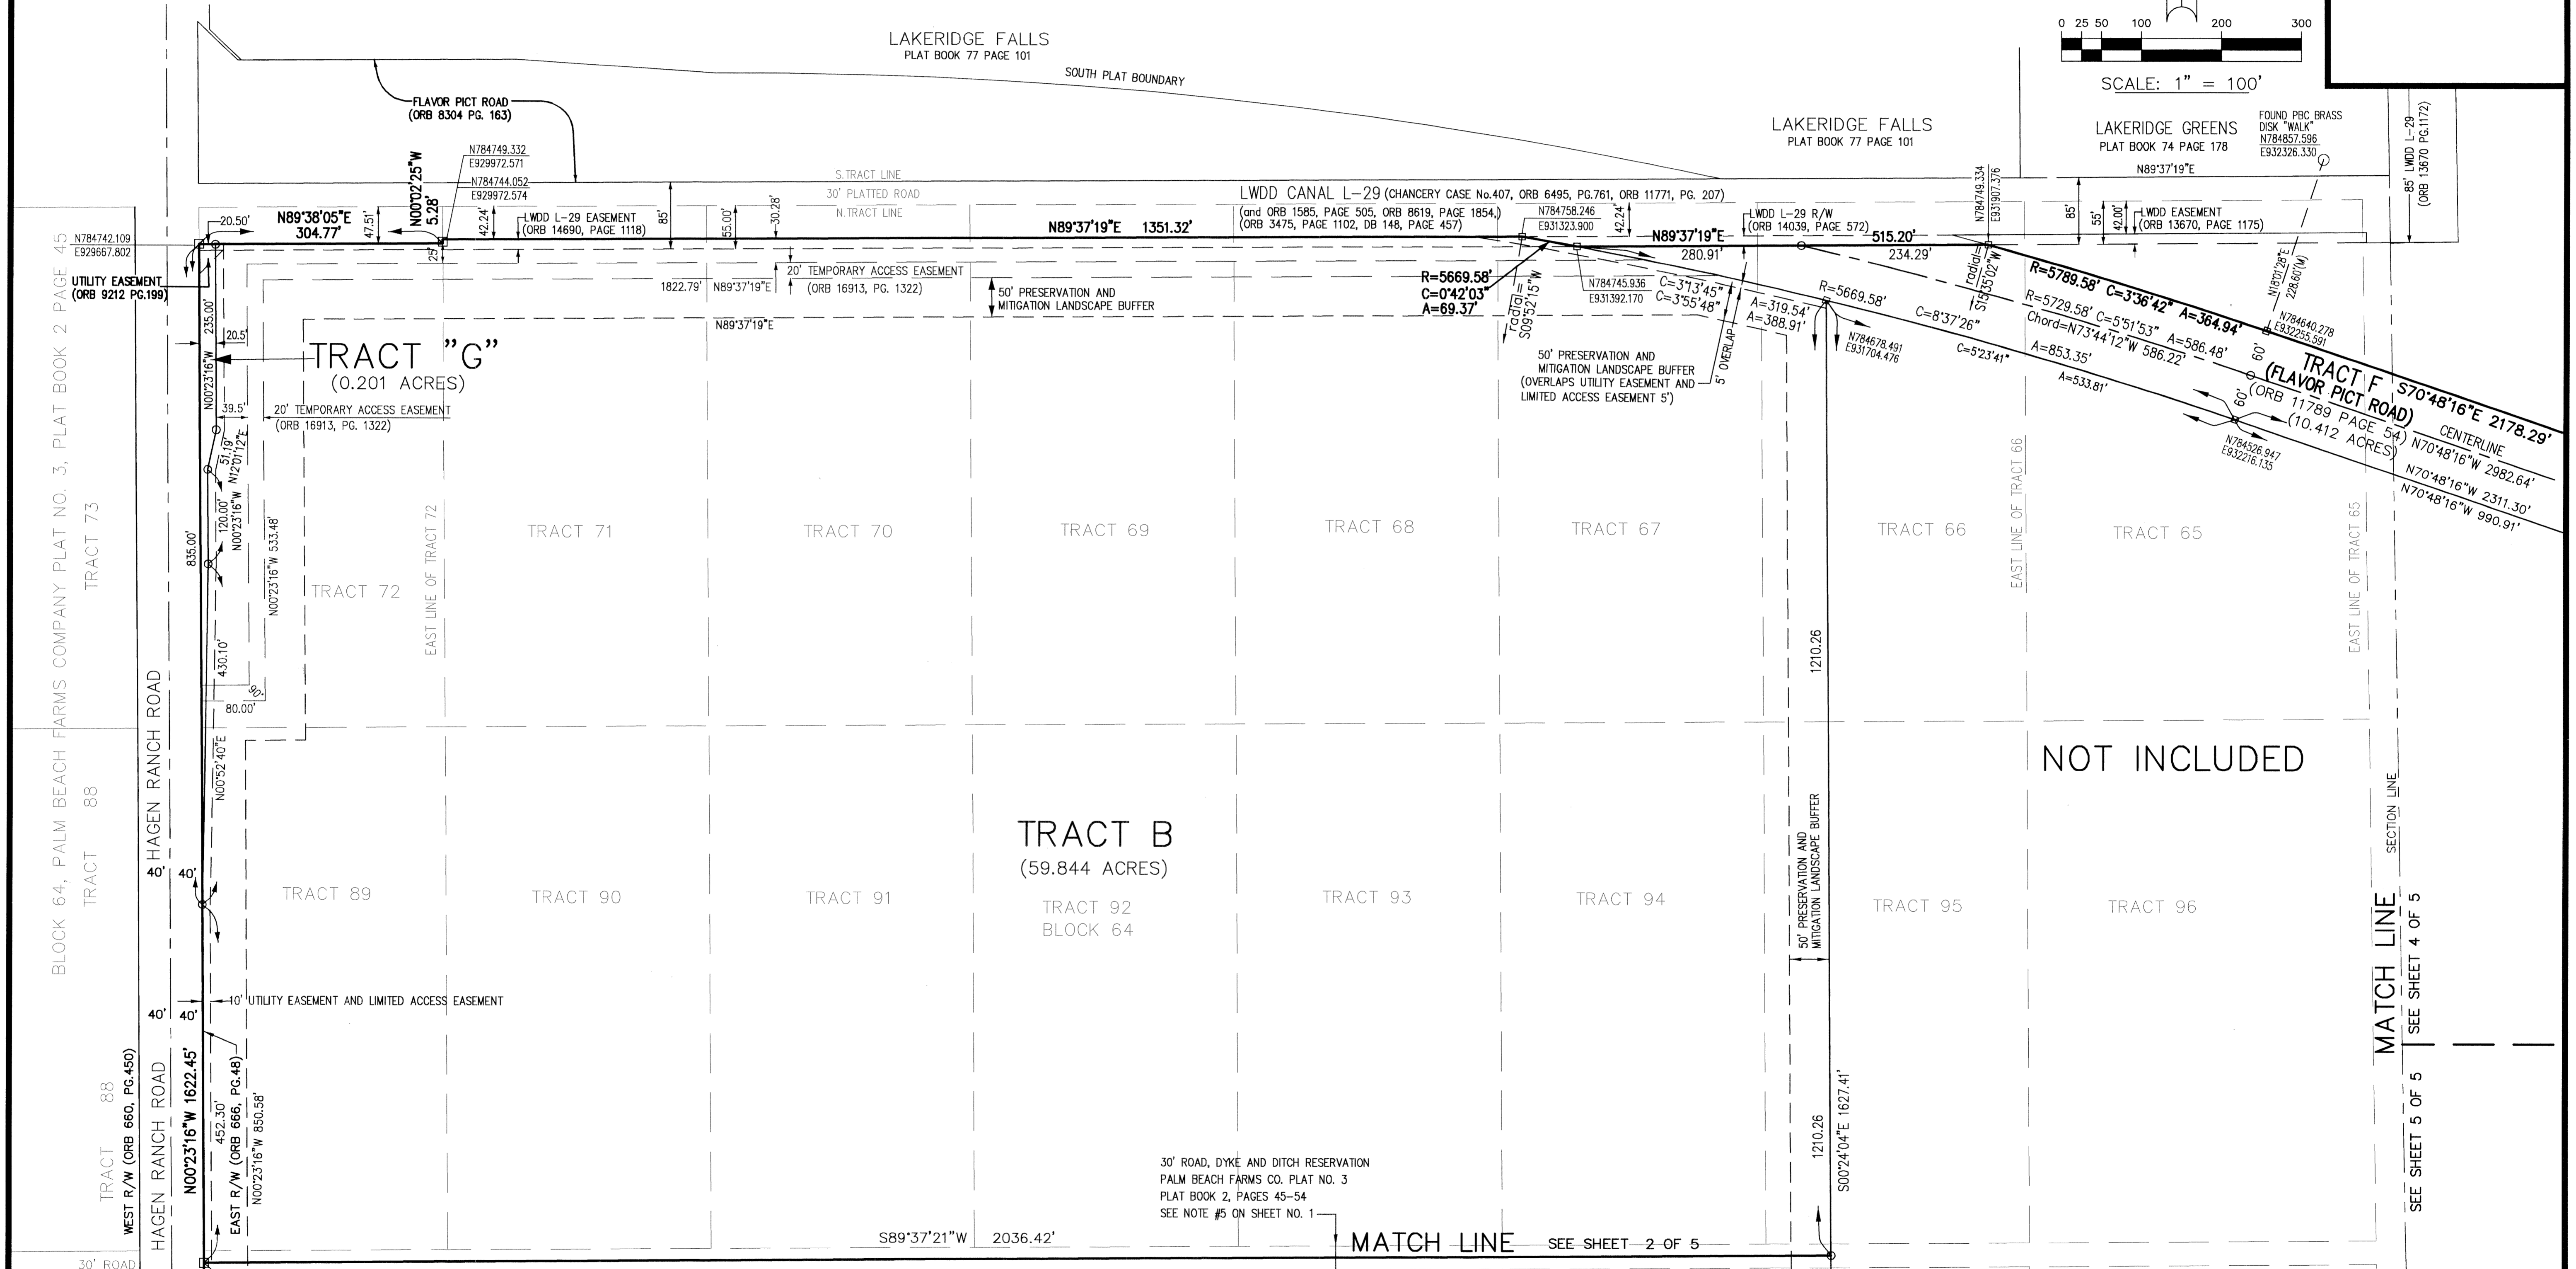 LAKERIDGE FALLS
PLAT BOOK 77 PAGE 101
SOUTH PLAT BOUNDARY
0 25 50 100 200 300
SCALE: 1" = 100'
FLAVOR PICT ROAD
(ORB 8304 PG. 163)
LAKERIDGE FALLS
PLAT BOOK 77 PAGE 101
LAKERIDGE GREENS
PLAT BOOK 74 PAGE 178
FOUND PBC BRASS
DISK "WALK"
N784857.596
E932326.330
N89°37'19"E
85' LWDD L-29
(ORB 13670 PG.1172)
N784749.332
E929972.571
N784744.052
E929972.574
N00°02'25"W
5.28'
S.TRACT LINE
30' PLATTED ROAD
N.TRACT LINE
LWDD CANAL L-29 (CHANCERY CASE No.407, ORB 6495, PG.761, ORB 11771, PG. 207)
(and ORB 1585, PAGE 505, ORB 8619, PAGE 1854,)
(ORB 3475, PAGE 1102, DB 148, PAGE 457)
N784758.246
E931323.900
42.24'
LWDD L-29 R/W
(ORB 14039, PAGE 572)
N784749.334
E931907.376
85'
55'
42.00'
LWDD EASEMENT
(ORB 13670, PAGE 1175)
N784742.109
E929667.802
20.50'
N89°38'05"E
304.77'
47.51'
42.24'
25'
LWDD L-29 EASEMENT
(ORB 14690, PAGE 1118)
85'
55.00'
30.28'
N89°37'19"E 1351.32'
N89°37'19"E 515.20'
280.91'
234.29'
UTILITY EASEMENT
(ORB 9212 PG.199)
1822.79' N89°37'19"E
20' TEMPORARY ACCESS EASEMENT
(ORB 16913, PG. 1322)
50' PRESERVATION AND
MITIGATION LANDSCAPE BUFFER
N89°37'19"E
R=5669.58'
C=0°42'03"
A=69.37'
radial=
S09°52'15"W
N784745.936
E931392.170
C=3°13'45"
C=3°55'48"
A=319.54'
A=388.91'
R=5669.58'
5' OVERLAP
50' PRESERVATION AND
MITIGATION LANDSCAPE BUFFER
(OVERLAPS UTILITY EASEMENT AND
LIMITED ACCESS EASEMENT 5')
N784678.491
E931704.476
radial=
S15°35'02"W
R=5789.58' C=3°36'42" A=364.94'
R=5729.58' C=5°51'53" A=586.48'
Chord=N73°44'12"W 586.22'
C=8°37'26"
A=853.35'
C=5°23'41"
A=533.81'
N18°01'28"E
228.60'(M)
N784640.278
E932255.591
60'
60'
TRACT F S70°48'16"E 2178.29'
(FLAVOR PICT ROAD)
(ORB 11789 PAGE 54)
(10.412 ACRES)
CENTERLINE
N70°48'16"W 2982.64'
N70°48'16"W 2311.30'
N70°48'16"W 990.91'
N784526.947
E932216.135
235.00'
N00°23'16"W
20.5'
TRACT "G"
(0.201 ACRES)
39.5'
20' TEMPORARY ACCESS EASEMENT
(ORB 16913, PG. 1322)
51.19'
N12°01'12"E
120.00'
N00°23'16"W
N00°23'16"W 533.48'
835.00'
430.10'
90°
80.00'
N00°52'40"E
BLOCK 64, PALM BEACH FARMS COMPANY PLAT NO. 3, PLAT BOOK 2 PAGE 45
TRACT 73
TRACT 88
TRACT 88
TRACT 72
EAST LINE OF TRACT 72
TRACT 71
TRACT 70
TRACT 69
TRACT 68
TRACT 67
TRACT 66
EAST LINE OF TRACT 66
TRACT 65
EAST LINE OF TRACT 65
1210.26
NOT INCLUDED
TRACT B
(59.844 ACRES)
TRACT 89
TRACT 90
TRACT 91
TRACT 92
BLOCK 64
TRACT 93
TRACT 94
TRACT 95
TRACT 96
50' PRESERVATION AND
MITIGATION LANDSCAPE BUFFER
HAGEN RANCH ROAD
40' 40'
10' UTILITY EASEMENT AND LIMITED ACCESS EASEMENT
40' 40'
HAGEN RANCH ROAD
WEST R/W (ORB 660, PG.450)
N00°23'16"W 1622.45'
452.30'
EAST R/W (ORB 666, PG.48)
N00°23'16"W 850.58'
30' ROAD
30' ROAD, DYKE AND DITCH RESERVATION
PALM BEACH FARMS CO. PLAT NO. 3
PLAT BOOK 2, PAGES 45-54
SEE NOTE #5 ON SHEET NO. 1
S89°37'21"W 2036.42'
MATCH LINE SEE SHEET 2 OF 5
1210.26
S00°24'04"E 1627.41'
SECTION LINE
MATCH LINE
SEE SHEET 4 OF 5
SEE SHEET 5 OF 5